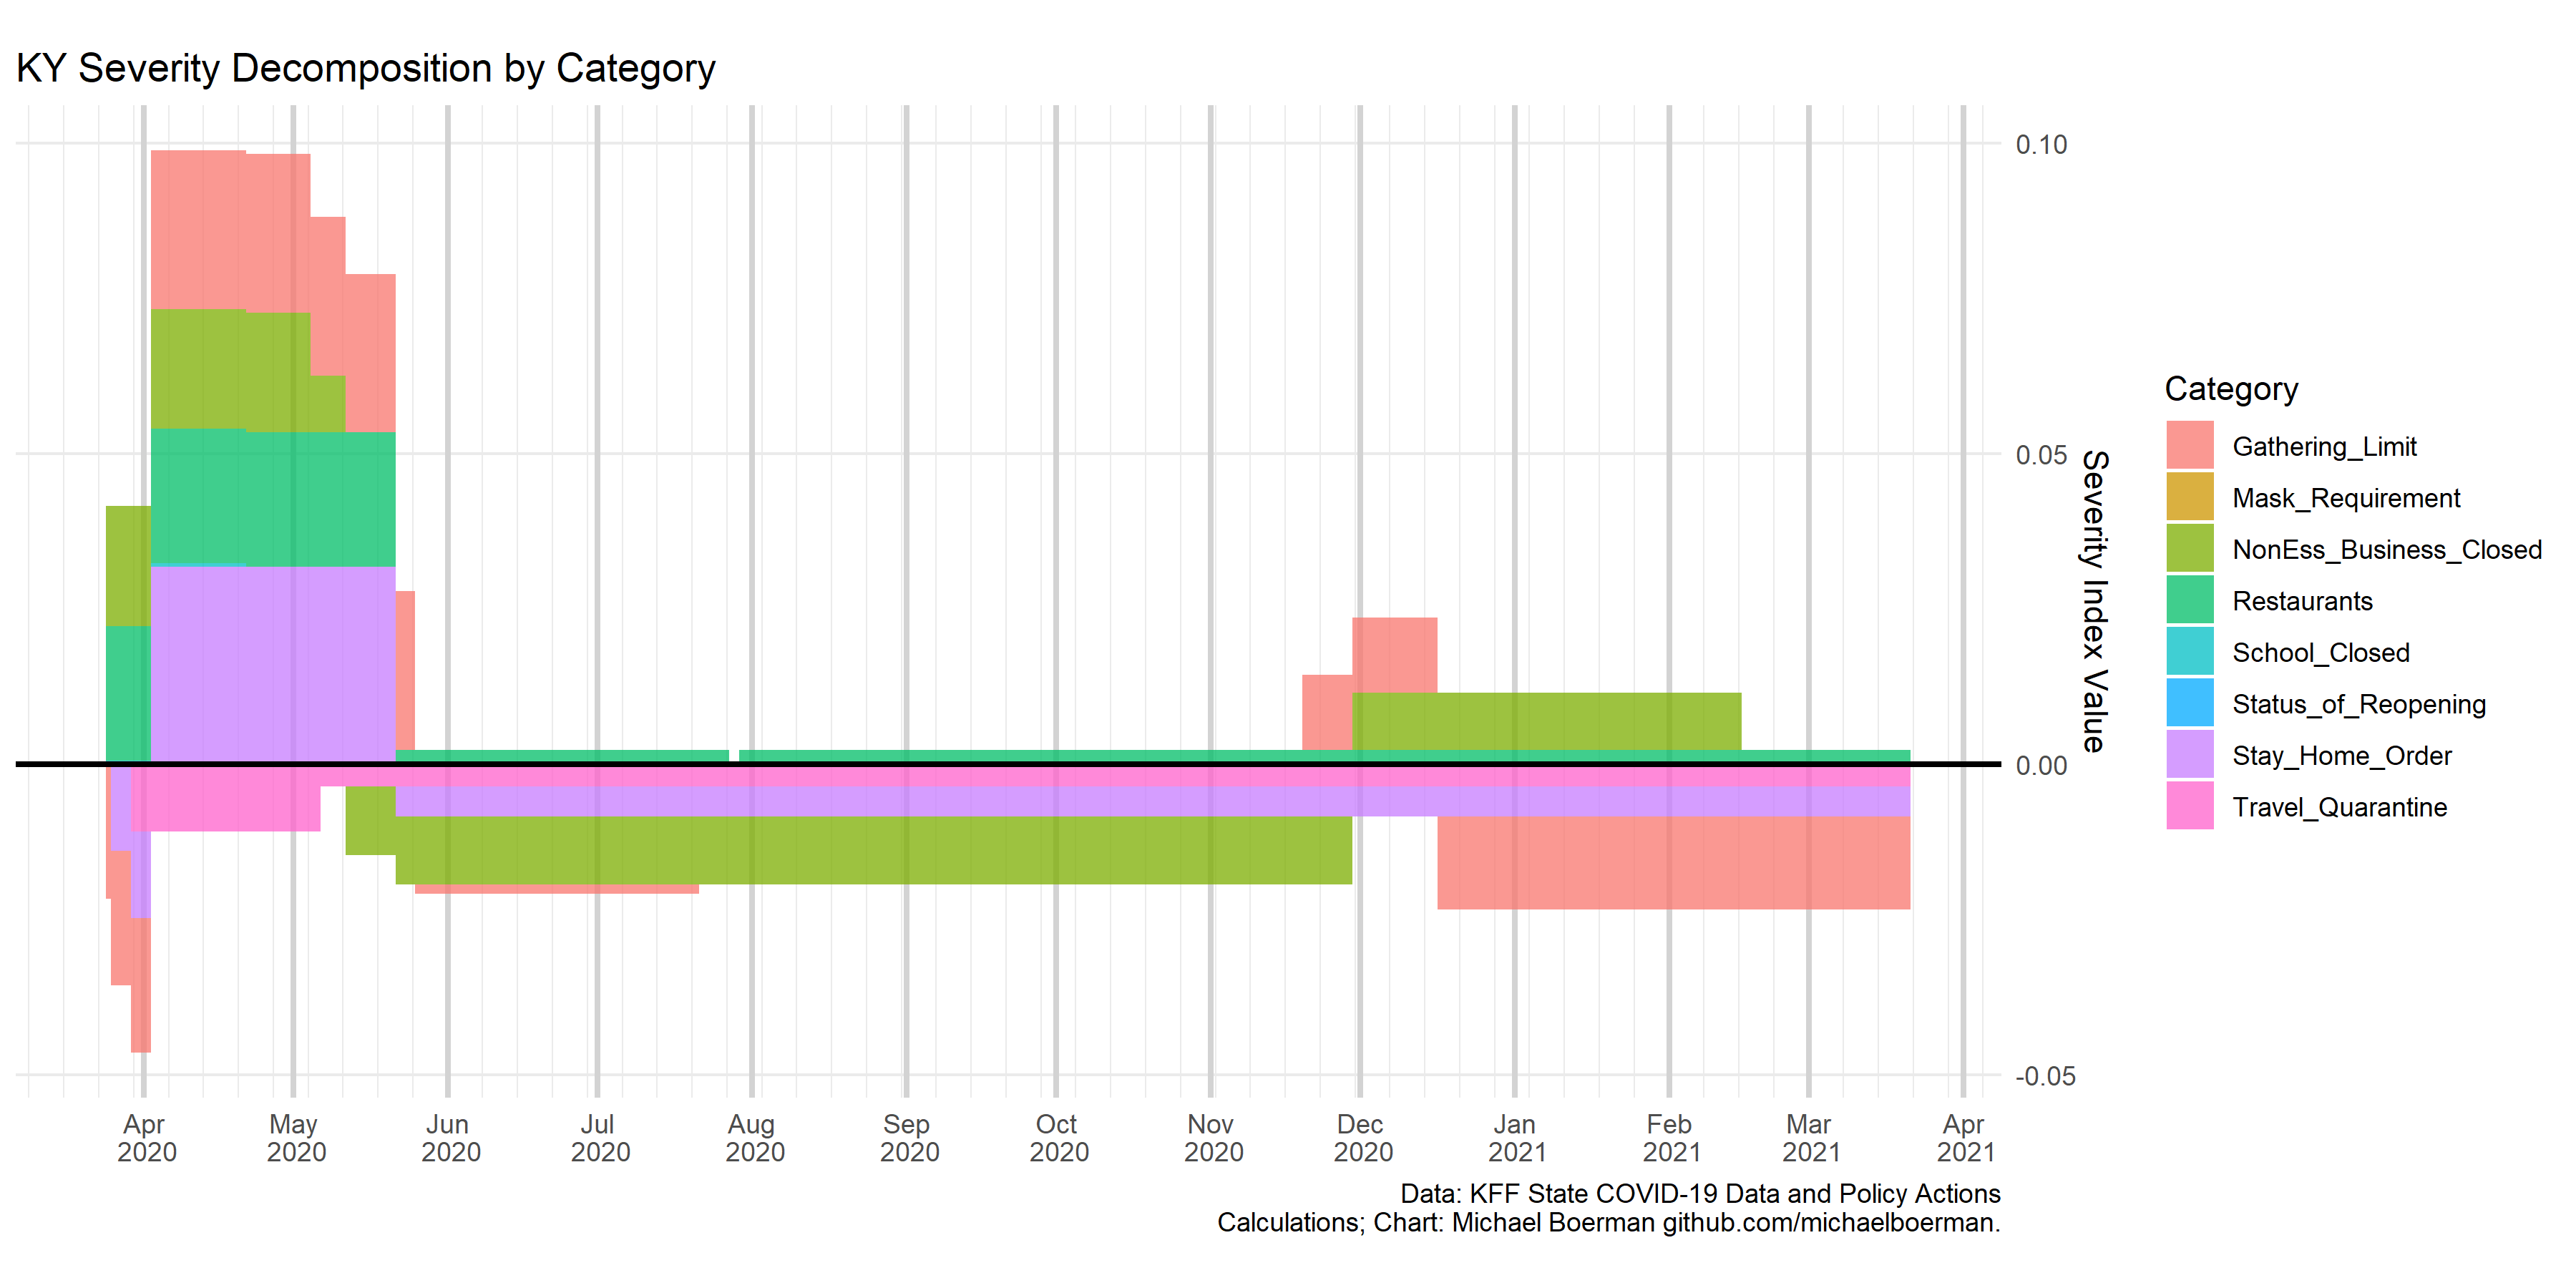 KY Severity Decomposition by Category
0.10
0.05
0.00
-0.05
Severity Index Value
Apr
2020
May
2020
Jun
2020
Jul
2020
Aug
2020
Sep
2020
Oct
2020
Nov
2020
Dec
2020
Jan
2021
Feb
2021
Mar
2021
Apr
2021
Category
Gathering_Limit
Mask_Requirement
NonEss_Business_Closed
Restaurants
School_Closed
Status_of_Reopening
Stay_Home_Order
Travel_Quarantine
Data: KFF State COVID-19 Data and Policy Actions
Calculations; Chart: Michael Boerman github.com/michaelboerman.